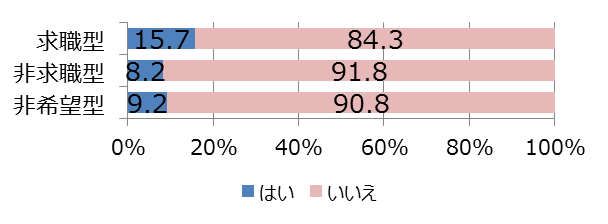 求職型 15.7 84.3
非求職型 8.2 91.8
非希望型 9.2 90.8
0% 20% 40% 60% 80% 100%
はい いいえ